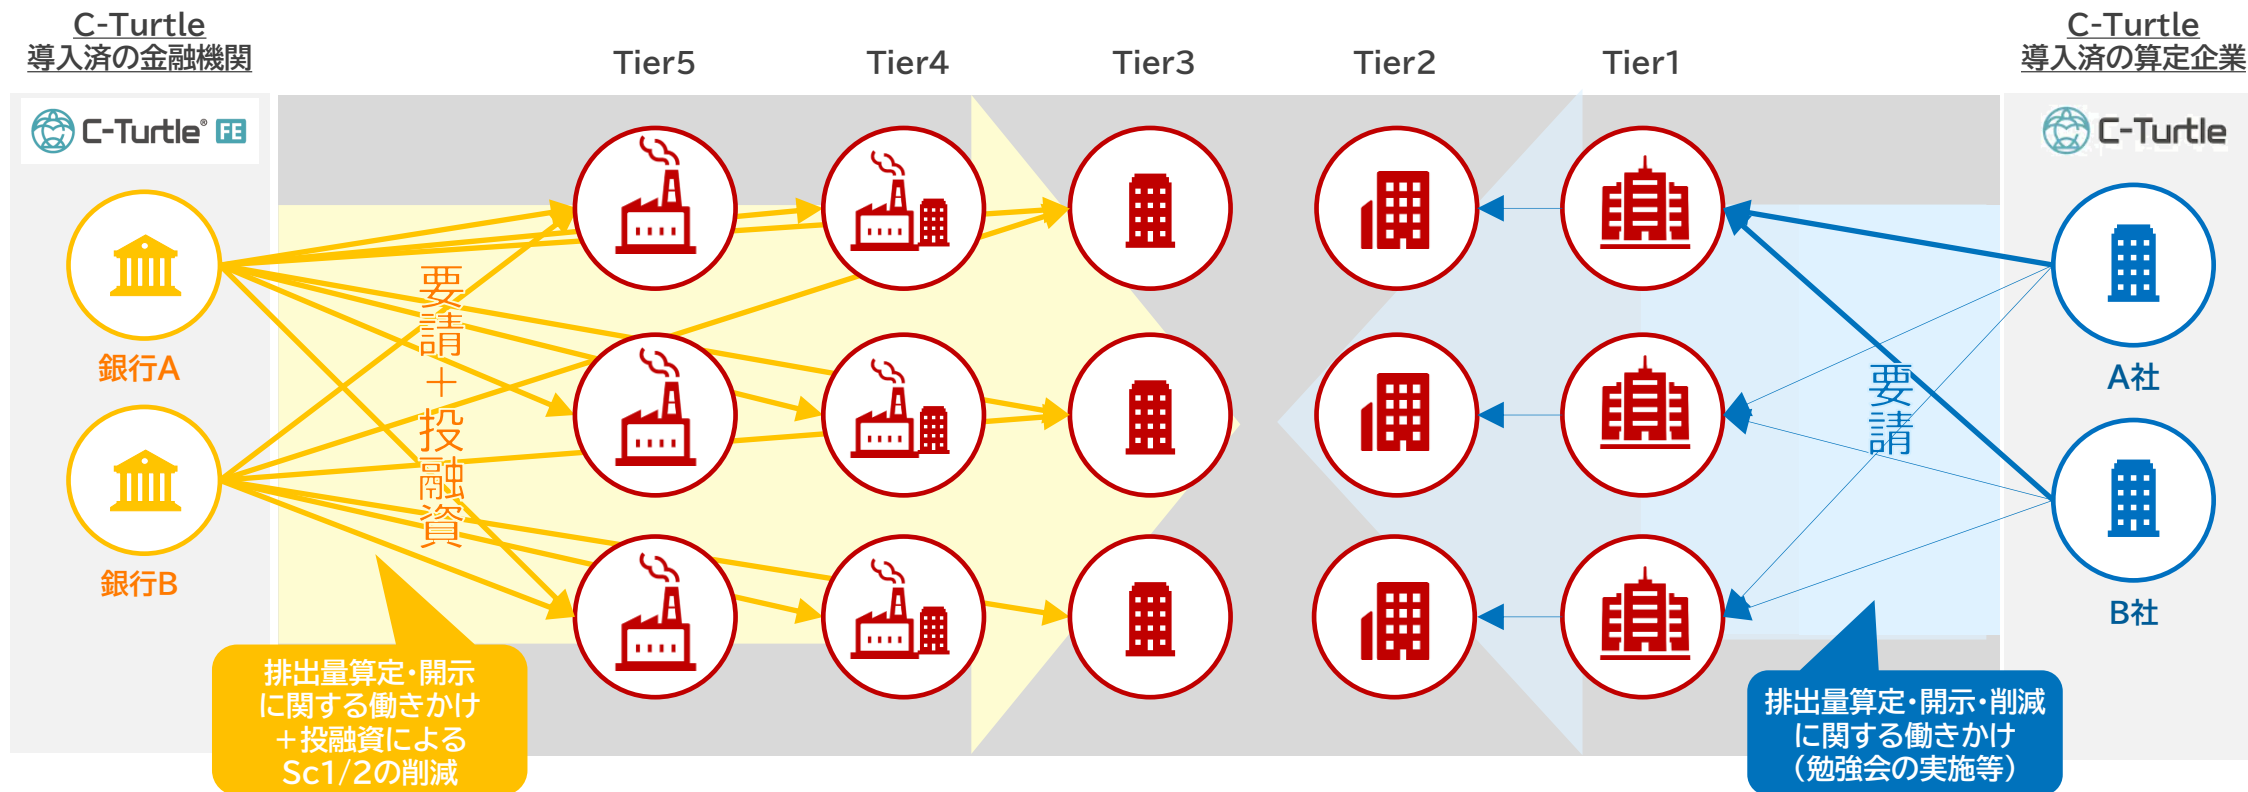 C-Turtle
導入済の金融機関
Tier5
Tier4
Tier3
Tier2
Tier1
C-Turtle
導入済の算定企業
C-Turtle® FE
C-Turtle
銀行A
銀行B
要請＋投融資
要請
A社
B社
排出量算定・開示
に関する働きかけ
＋投融資による
Sc1/2の削減
排出量算定・開示・削減
に関する働きかけ
（勉強会の実施等）